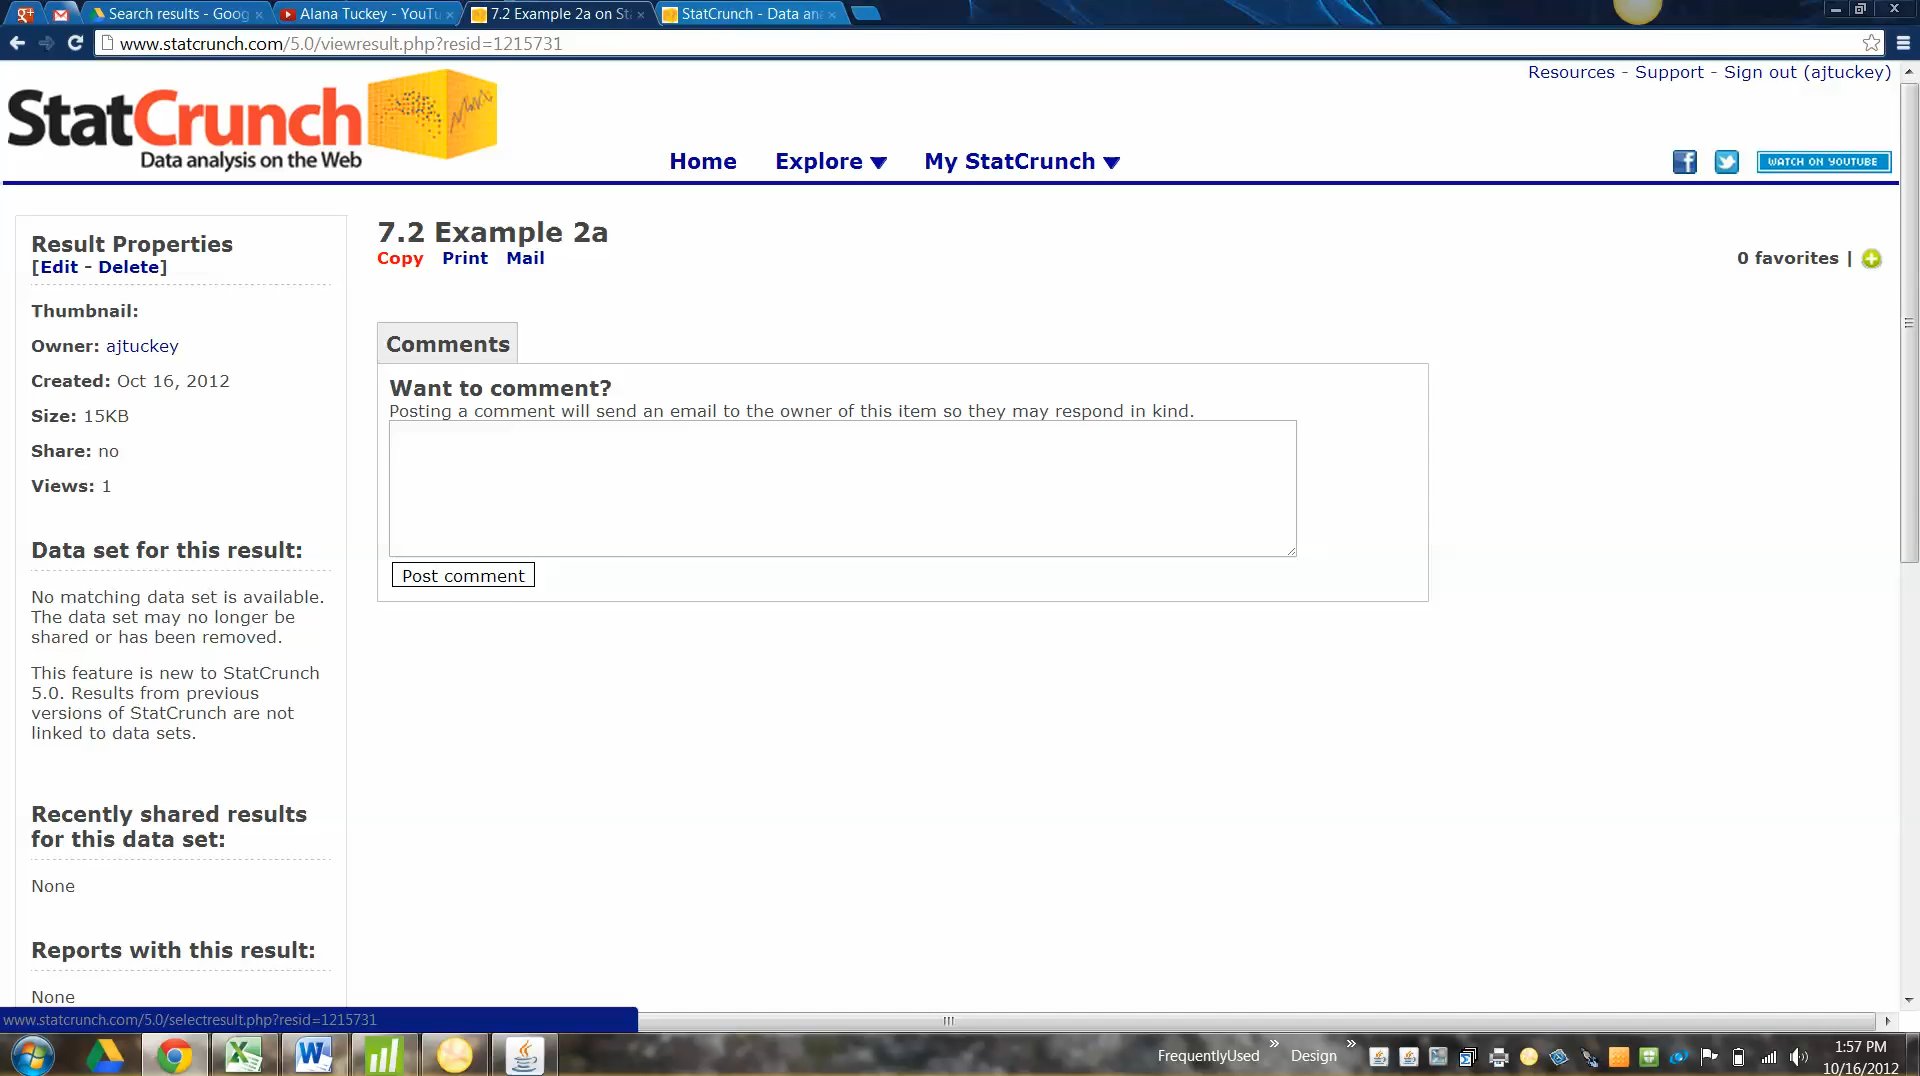 Search results - Goog
Alana Tuckey - YouTu
7.2 Example 2a on St
StatCrunch - Data an
www.statcrunch.com/5.0/viewresult.php?resid=1215731
Resources - Support - Sign out (ajtuckey)
StatCrunch
Data analysis on the Web
Home Explore My StatCrunch
WATCH ON YOUTUBE
Result Properties
[Edit - Delete]
Thumbnail:
Owner: ajtuckey
Created: Oct 16, 2012
Size: 15KB
Share: no
Views: 1
Data set for this result:
No matching data set is available.
The data set may no longer be
shared or has been removed.
This feature is new to StatCrunch
5.0. Results from previous
versions of StatCrunch are not
linked to data sets.
Recently shared results
for this data set:
None
Reports with this result:
None
7.2 Example 2a
Copy Print Mail
0 favorites |
Comments
Want to comment?
Posting a comment will send an email to the owner of this item so they may respond in kind.
Post comment
www.statcrunch.com/5.0/selectresult.php?resid=1215731
FrequentlyUsed » Design »
1:57 PM
10/16/2012